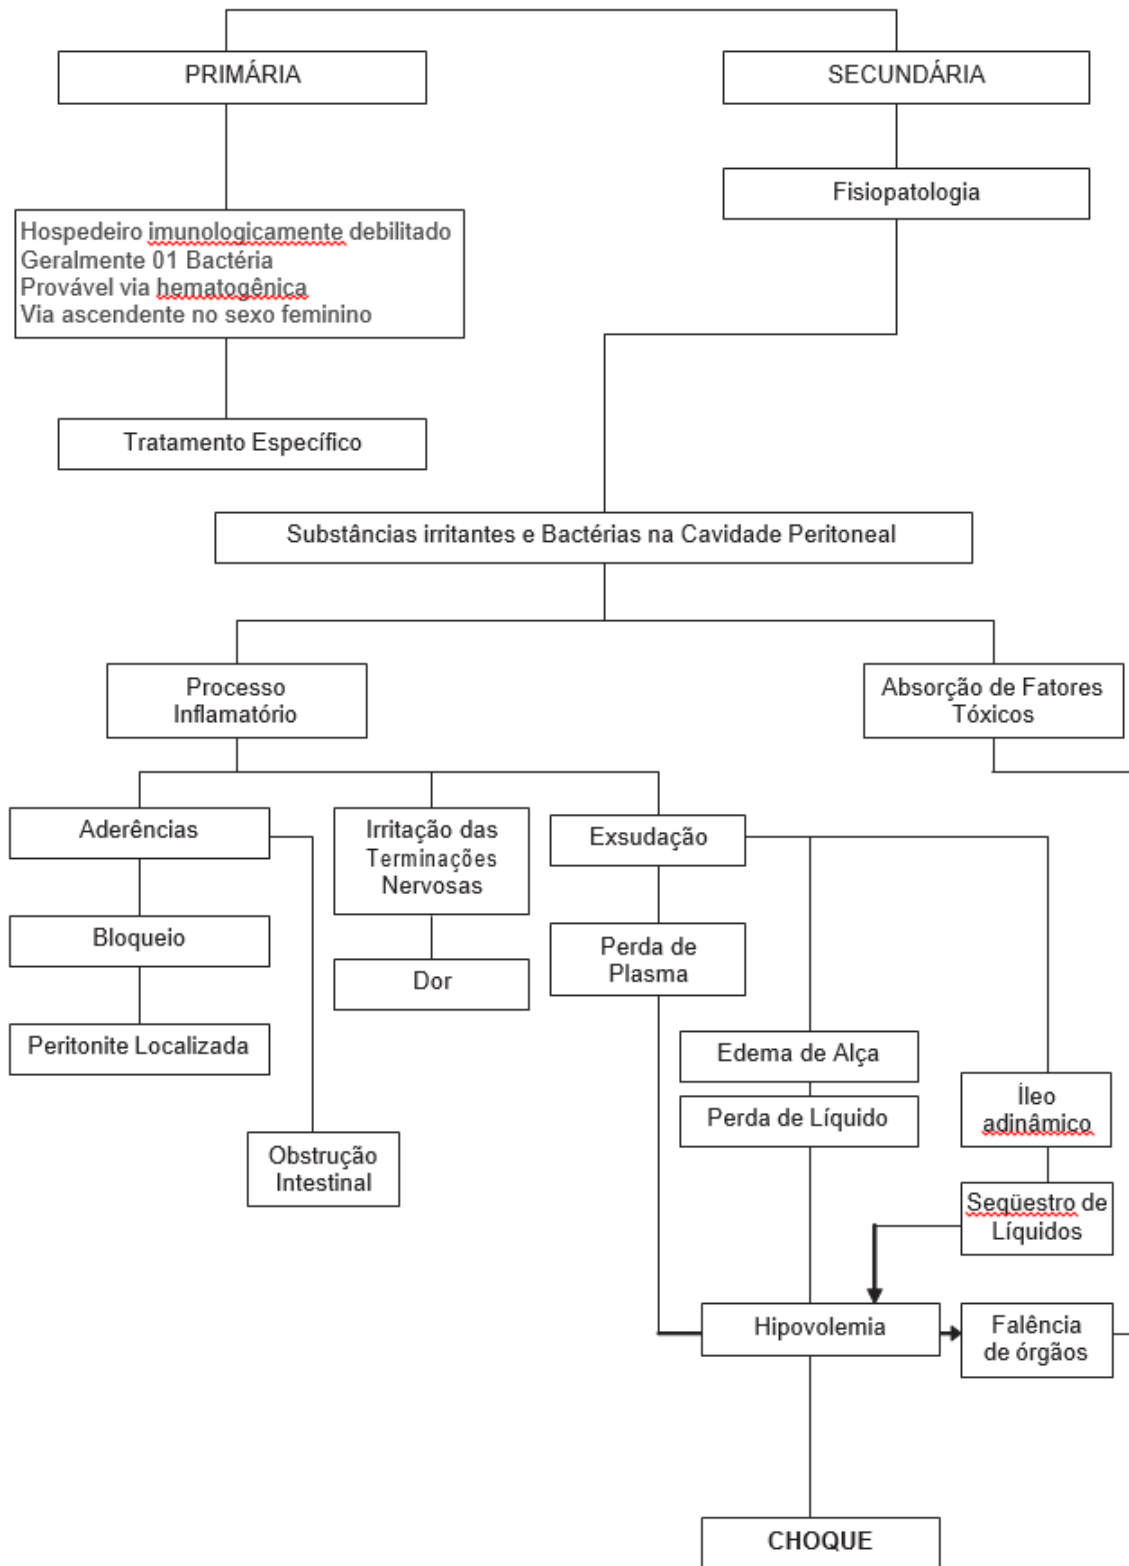 PRIMÁRIA
SECUNDÁRIA
Fisiopatologia
Hospedeiro imunologicamente debilitado
Geralmente 01 Bactéria
Provável via hematogênica
Via ascendente no sexo feminino
Tratamento Específico
Substâncias irritantes e Bactérias na Cavidade Peritoneal
Processo
Inflamatório
Absorção de Fatores
Tóxicos
Aderências
Irritação das
Terminações
Nervosas
Exsudação
Bloqueio
Perda de
Plasma
Dor
Peritonite Localizada
Edema de Alça
Perda de Líquido
Íleo
adinâmico
Obstrução
Intestinal
Seqüestro de
Líquidos
Hipovolemia
Falência
de órgãos
CHOQUE